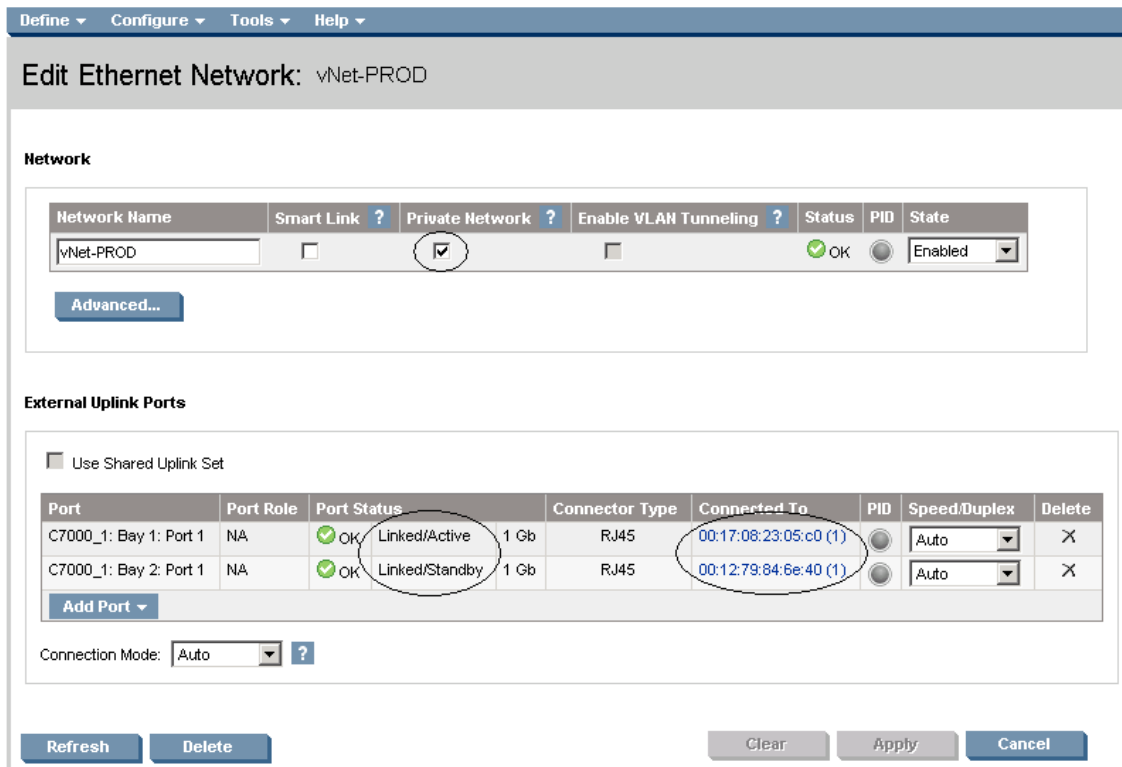 Define Configure Tools Help
Edit Ethernet Network: vNet-PROD
Network
Network Name Smart Link ? Private Network ? Enable VLAN Tunneling ? Status PID State
vNet-PROD OK Enabled
Advanced...
External Uplink Ports
Use Shared Uplink Set
Port Port Role Port Status Connector Type Connected To PID Speed/Duplex Delete
C7000_1: Bay 1: Port 1 NA OK Linked/Active 1 Gb RJ45 00:17:08:23:05:c0 (1) Auto X
C7000_1: Bay 2: Port 1 NA OK Linked/Standby 1 Gb RJ45 00:12:79:84:6e:40 (1) Auto X
Add Port
Connection Mode: Auto ?
Refresh Delete Clear Apply Cancel